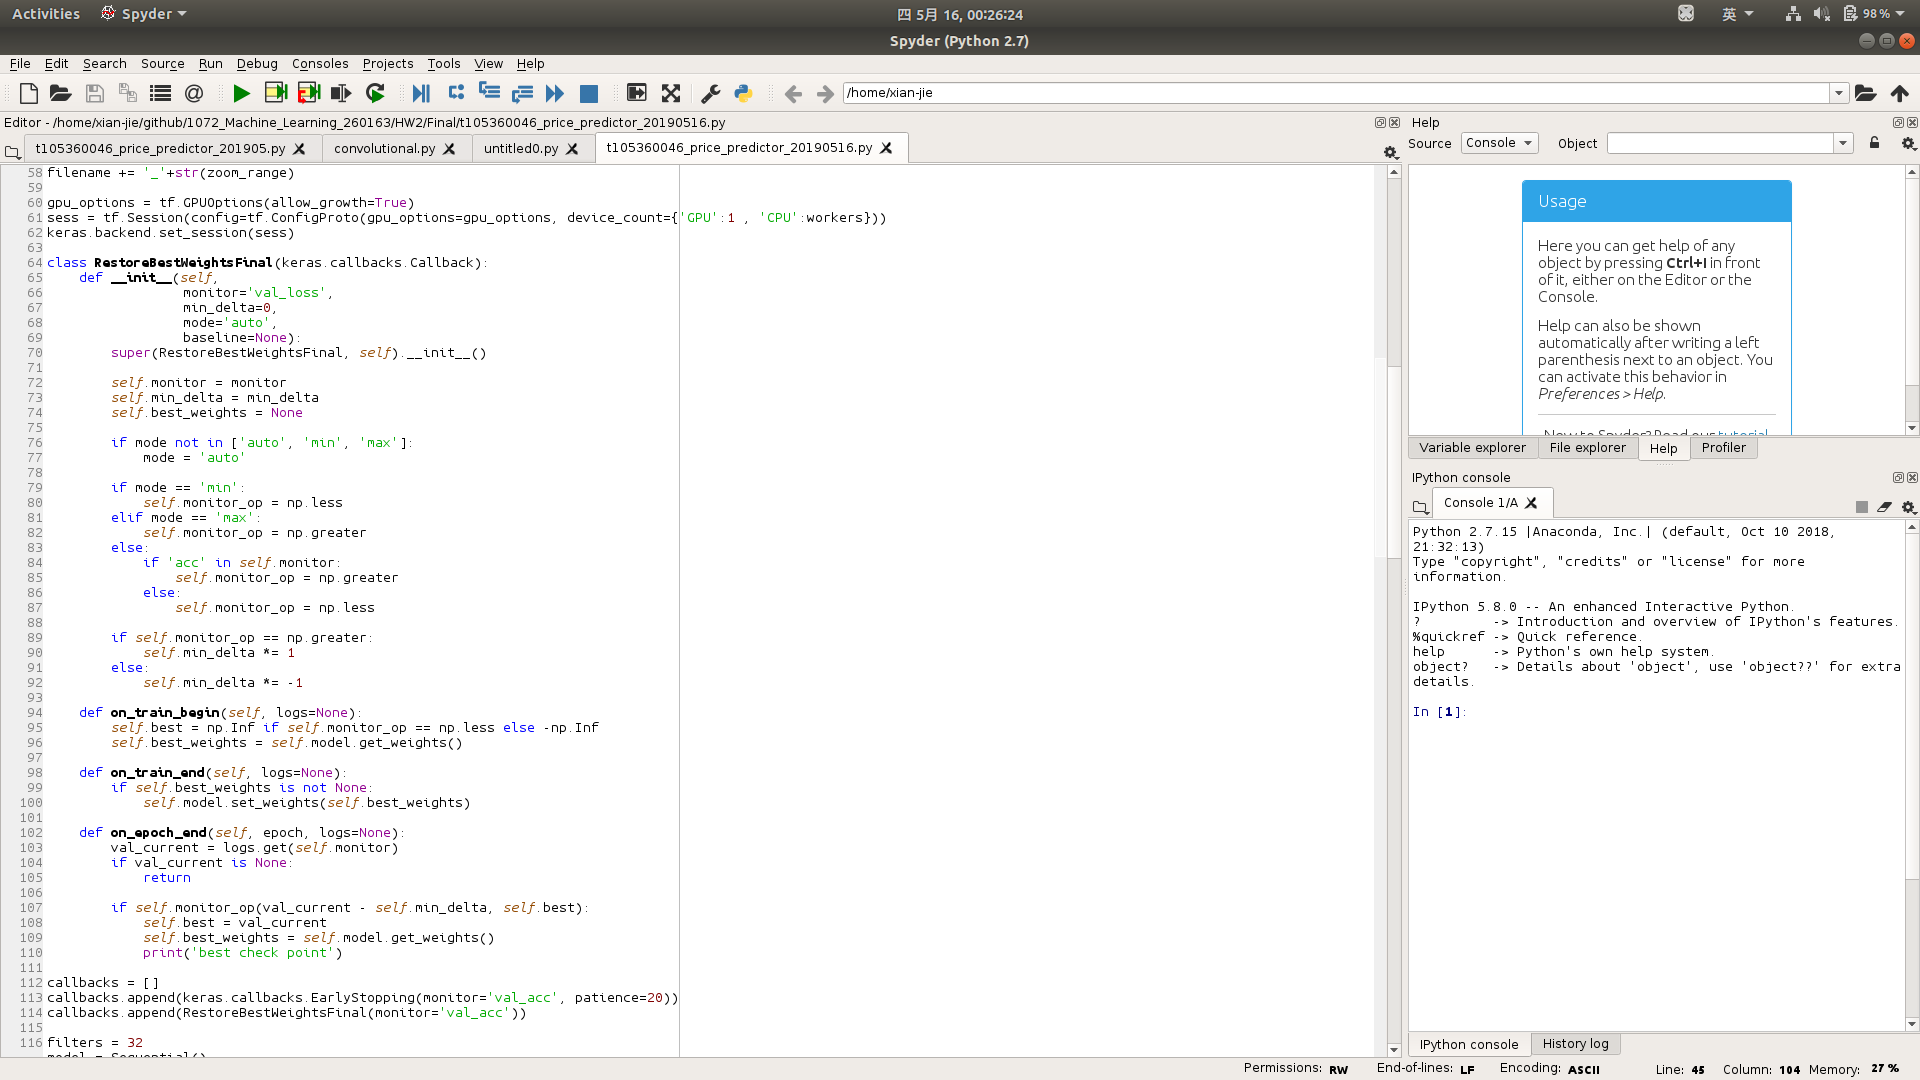 Activities Spyder 四 5月 16, 00:26:24 英 98%
Spyder (Python 2.7)
File Edit Search Source Run Debug Consoles Projects Tools View Help
/home/xian-jie
Editor - /home/xian-jie/github/1072_Machine_Learning_260163/HW2/Final/t105360046_price_predictor_20190516.py
t105360046_price_predictor_201905.py convolutional.py untitled0.py t105360046_price_predictor_20190516.py
58 filename += '_'+str(zoom_range)
59
60 gpu_options = tf.GPUOptions(allow_growth=True)
61 sess = tf.Session(config=tf.ConfigProto(gpu_options=gpu_options, device_count={'GPU':1 , 'CPU':workers}))
62 keras.backend.set_session(sess)
63
64 class RestoreBestWeightsFinal(keras.callbacks.Callback):
65     def __init__(self,
66                  monitor='val_loss',
67                  min_delta=0,
68                  mode='auto',
69                  baseline=None):
70         super(RestoreBestWeightsFinal, self).__init__()
71
72         self.monitor = monitor
73         self.min_delta = min_delta
74         self.best_weights = None
75
76         if mode not in ['auto', 'min', 'max']:
77             mode = 'auto'
78
79         if mode == 'min':
80             self.monitor_op = np.less
81         elif mode == 'max':
82             self.monitor_op = np.greater
83         else:
84             if 'acc' in self.monitor:
85                 self.monitor_op = np.greater
86             else:
87                 self.monitor_op = np.less
88
89         if self.monitor_op == np.greater:
90             self.min_delta *= 1
91         else:
92             self.min_delta *= -1
93
94     def on_train_begin(self, logs=None):
95         self.best = np.Inf if self.monitor_op == np.less else -np.Inf
96         self.best_weights = self.model.get_weights()
97
98     def on_train_end(self, logs=None):
99         if self.best_weights is not None:
100             self.model.set_weights(self.best_weights)
101
102     def on_epoch_end(self, epoch, logs=None):
103         val_current = logs.get(self.monitor)
104         if val_current is None:
105             return
106
107         if self.monitor_op(val_current - self.min_delta, self.best):
108             self.best = val_current
109             self.best_weights = self.model.get_weights()
110             print('best check point')
111
112 callbacks = []
113 callbacks.append(keras.callbacks.EarlyStopping(monitor='val_acc', patience=20))
114 callbacks.append(RestoreBestWeightsFinal(monitor='val_acc'))
115
116 filters = 32
model = Sequential()
Help
Source Console Object
Usage
Here you can get help of any
object by pressing Ctrl+I in front
of it, either on the Editor or the
Console.
Help can also be shown
automatically after writing a left
parenthesis next to an object. You
can activate this behavior in
Preferences > Help.
New to Spyder? Read our tutorial
Variable explorer File explorer Help Profiler
IPython console
Console 1/A
Python 2.7.15 |Anaconda, Inc.| (default, Oct 10 2018,
21:32:13)
Type "copyright", "credits" or "license" for more
information.
IPython 5.8.0 -- An enhanced Interactive Python.
?         -> Introduction and overview of IPython's features.
%quickref -> Quick reference.
help      -> Python's own help system.
object?   -> Details about 'object', use 'object??' for extra
details.
In [1]:
IPython console History log
Permissions: RW End-of-lines: LF Encoding: ASCII Line: 45 Column: 104 Memory: 27 %